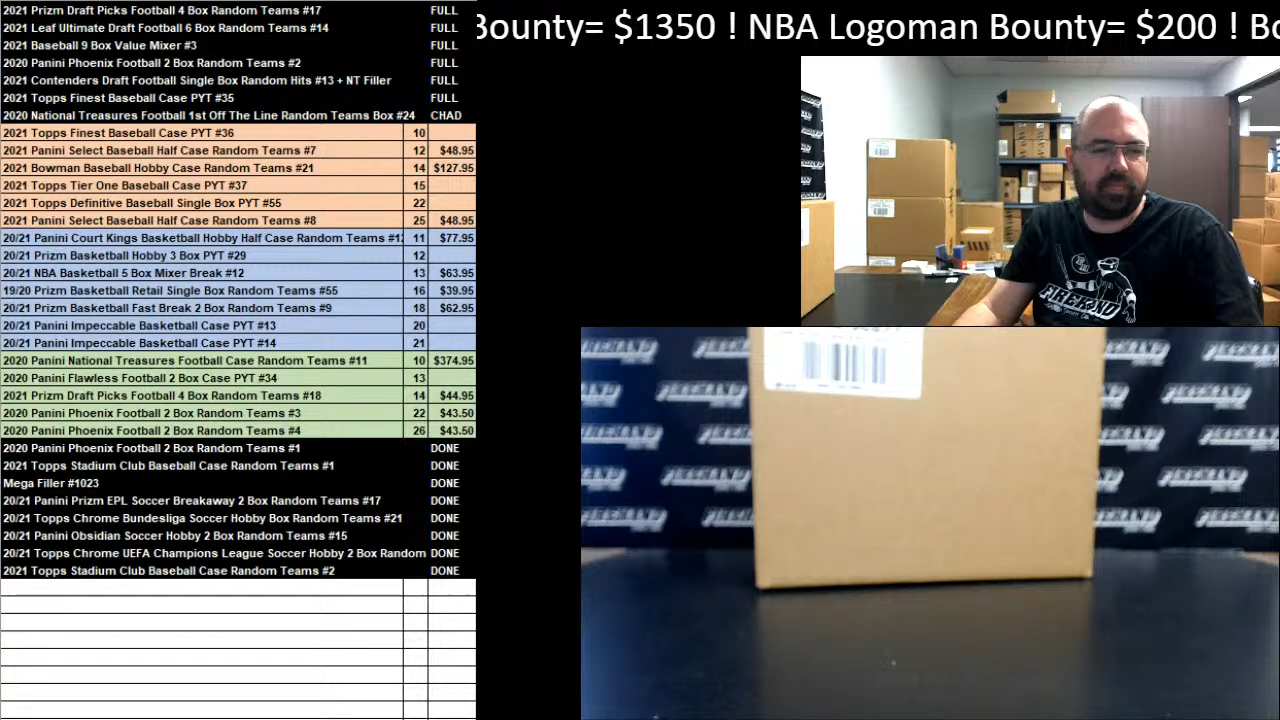 2021 Prizm Draft Picks Football 4 Box Random Teams #17 FULL
2021 Leaf Ultimate Draft Football 6 Box Random Teams #14 FULL
2021 Baseball 9 Box Value Mixer #3 FULL
2020 Panini Phoenix Football 2 Box Random Teams #2 FULL
2021 Contenders Draft Football Single Box Random Hits #13 + NT Filler FULL
2021 Topps Finest Baseball Case PYT #35 FULL
2020 National Treasures Football 1st Off The Line Random Teams Box #24 CHAD
2021 Topps Finest Baseball Case PYT #36 10
2021 Panini Select Baseball Half Case Random Teams #7 12 $48.95
2021 Bowman Baseball Hobby Case Random Teams #21 14 $127.95
2021 Topps Tier One Baseball Case PYT #37 15
2021 Topps Definitive Baseball Single Box PYT #55 22
2021 Panini Select Baseball Half Case Random Teams #8 25 $48.95
20/21 Panini Court Kings Basketball Hobby Half Case Random Teams 11 $77.95
20/21 Prizm Basketball Hobby 3 Box PYT #29 12
20/21 NBA Basketball 5 Box Mixer Break #12 13 $63.95
19/20 Prizm Basketball Retail Single Box Random Teams #55 16 $39.95
20/21 Prizm Basketball Fast Break 2 Box Random Teams #9 18 $62.95
20/21 Panini Impeccable Basketball Case PYT #13 20
20/21 Panini Impeccable Basketball Case PYT #14 21
2020 Panini National Treasures Football Case Random Teams #11 10 $374.95
2020 Panini Flawless Football 2 Box Case PYT #34 13
2021 Prizm Draft Picks Football 4 Box Random Teams #18 14 $44.95
2020 Panini Phoenix Football 2 Box Random Teams #3 22 $43.50
2020 Panini Phoenix Football 2 Box Random Teams #4 26 $43.50
2020 Panini Phoenix Football 2 Box Random Teams #1 DONE
2021 Topps Stadium Club Baseball Case Random Teams #1 DONE
Mega Filler #1023 DONE
20/21 Panini Prizm EPL Soccer Breakaway 2 Box Random Teams #17 DONE
20/21 Topps Chrome Bundesliga Soccer Hobby Box Random Teams #21 DONE
20/21 Panini Obsidian Soccer Hobby 2 Box Random Teams #15 DONE
20/21 Topps Chrome UEFA Champions League Soccer Hobby 2 Box Random DONE
2021 Topps Stadium Club Baseball Case Random Teams #2 DONE
Bounty= $1350 ! NBA Logoman Bounty= $200 ! Bo
FIREHAND